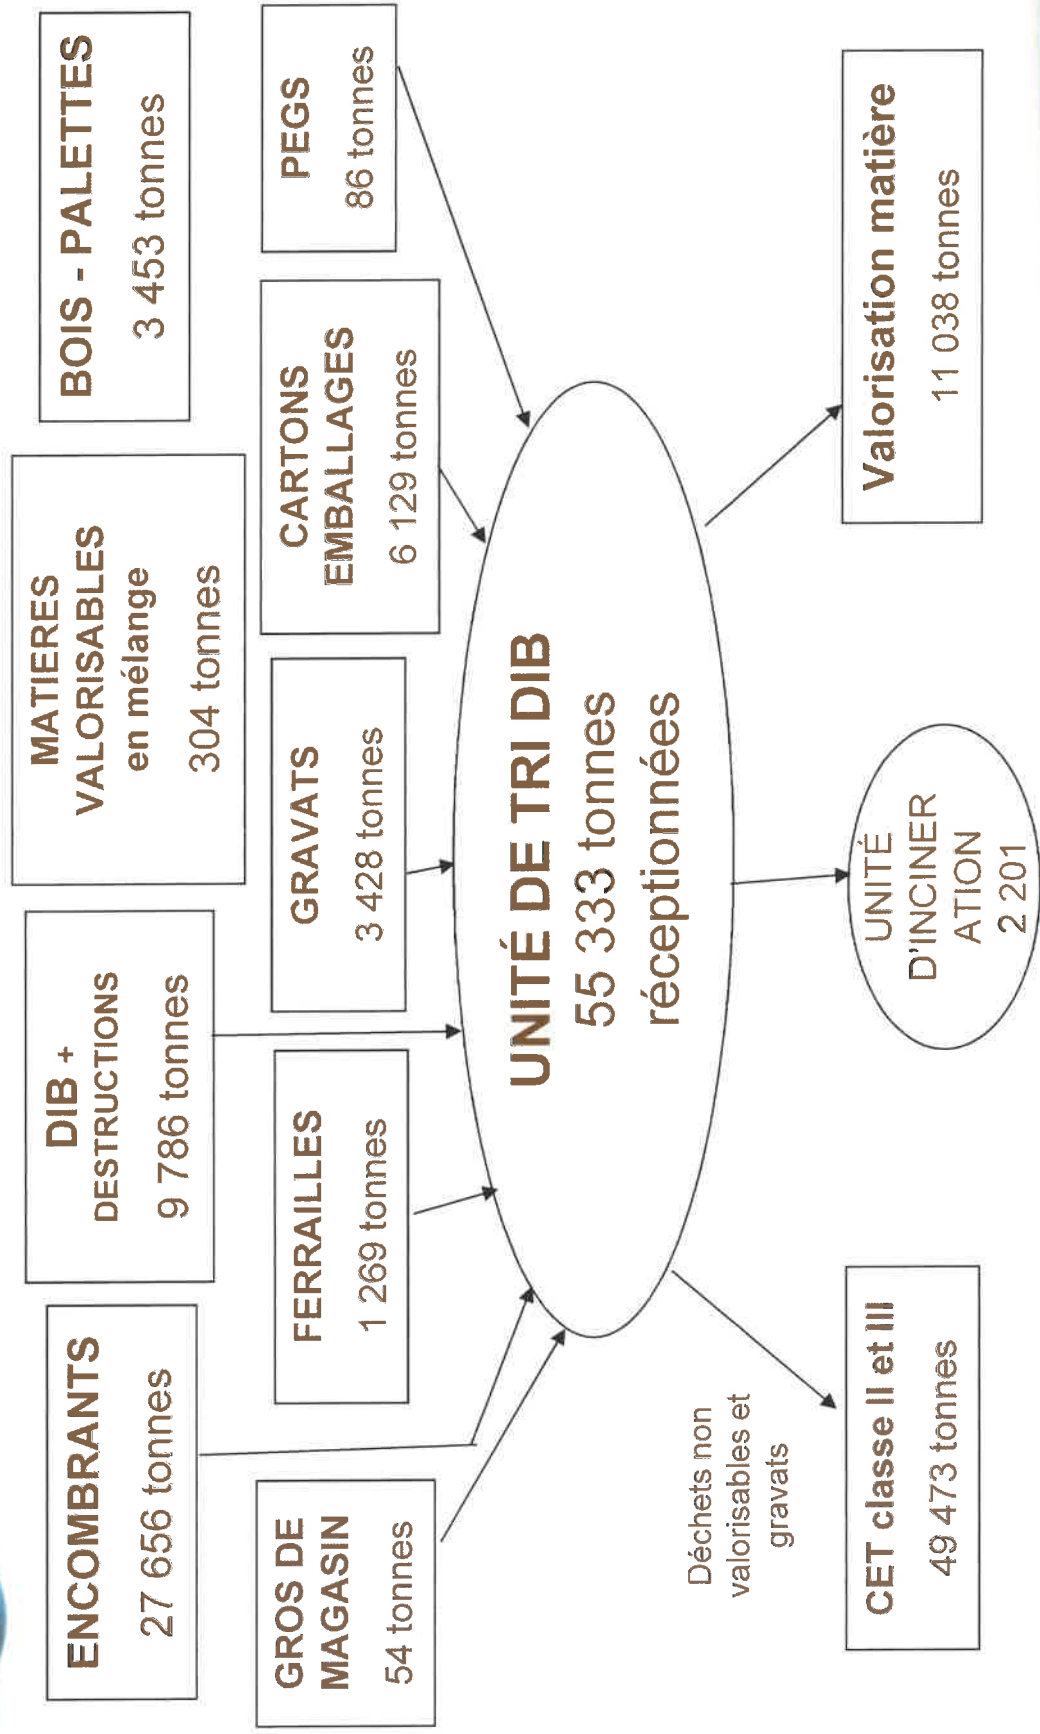 ENCOMBRANTS
27 656 tonnes
DIB +
DESTRUCTIONS
9 786 tonnes
MATIERES
VALORISABLES
en mélange
304 tonnes
BOIS - PALETTES
3 453 tonnes
GROS DE
MAGASIN
54 tonnes
FERRAILLES
1 269 tonnes
GRAVATS
3 428 tonnes
CARTONS
EMBALLAGES
6 129 tonnes
PEGS
86 tonnes
UNITÉ DE TRI DIB
55 333 tonnes
réceptionnées
Déchets non
valorisables et
gravats
CET classe II et III
49 473 tonnes
UNITÉ
D'INCINER
ATION
2 201
Valorisation matière
11 038 tonnes